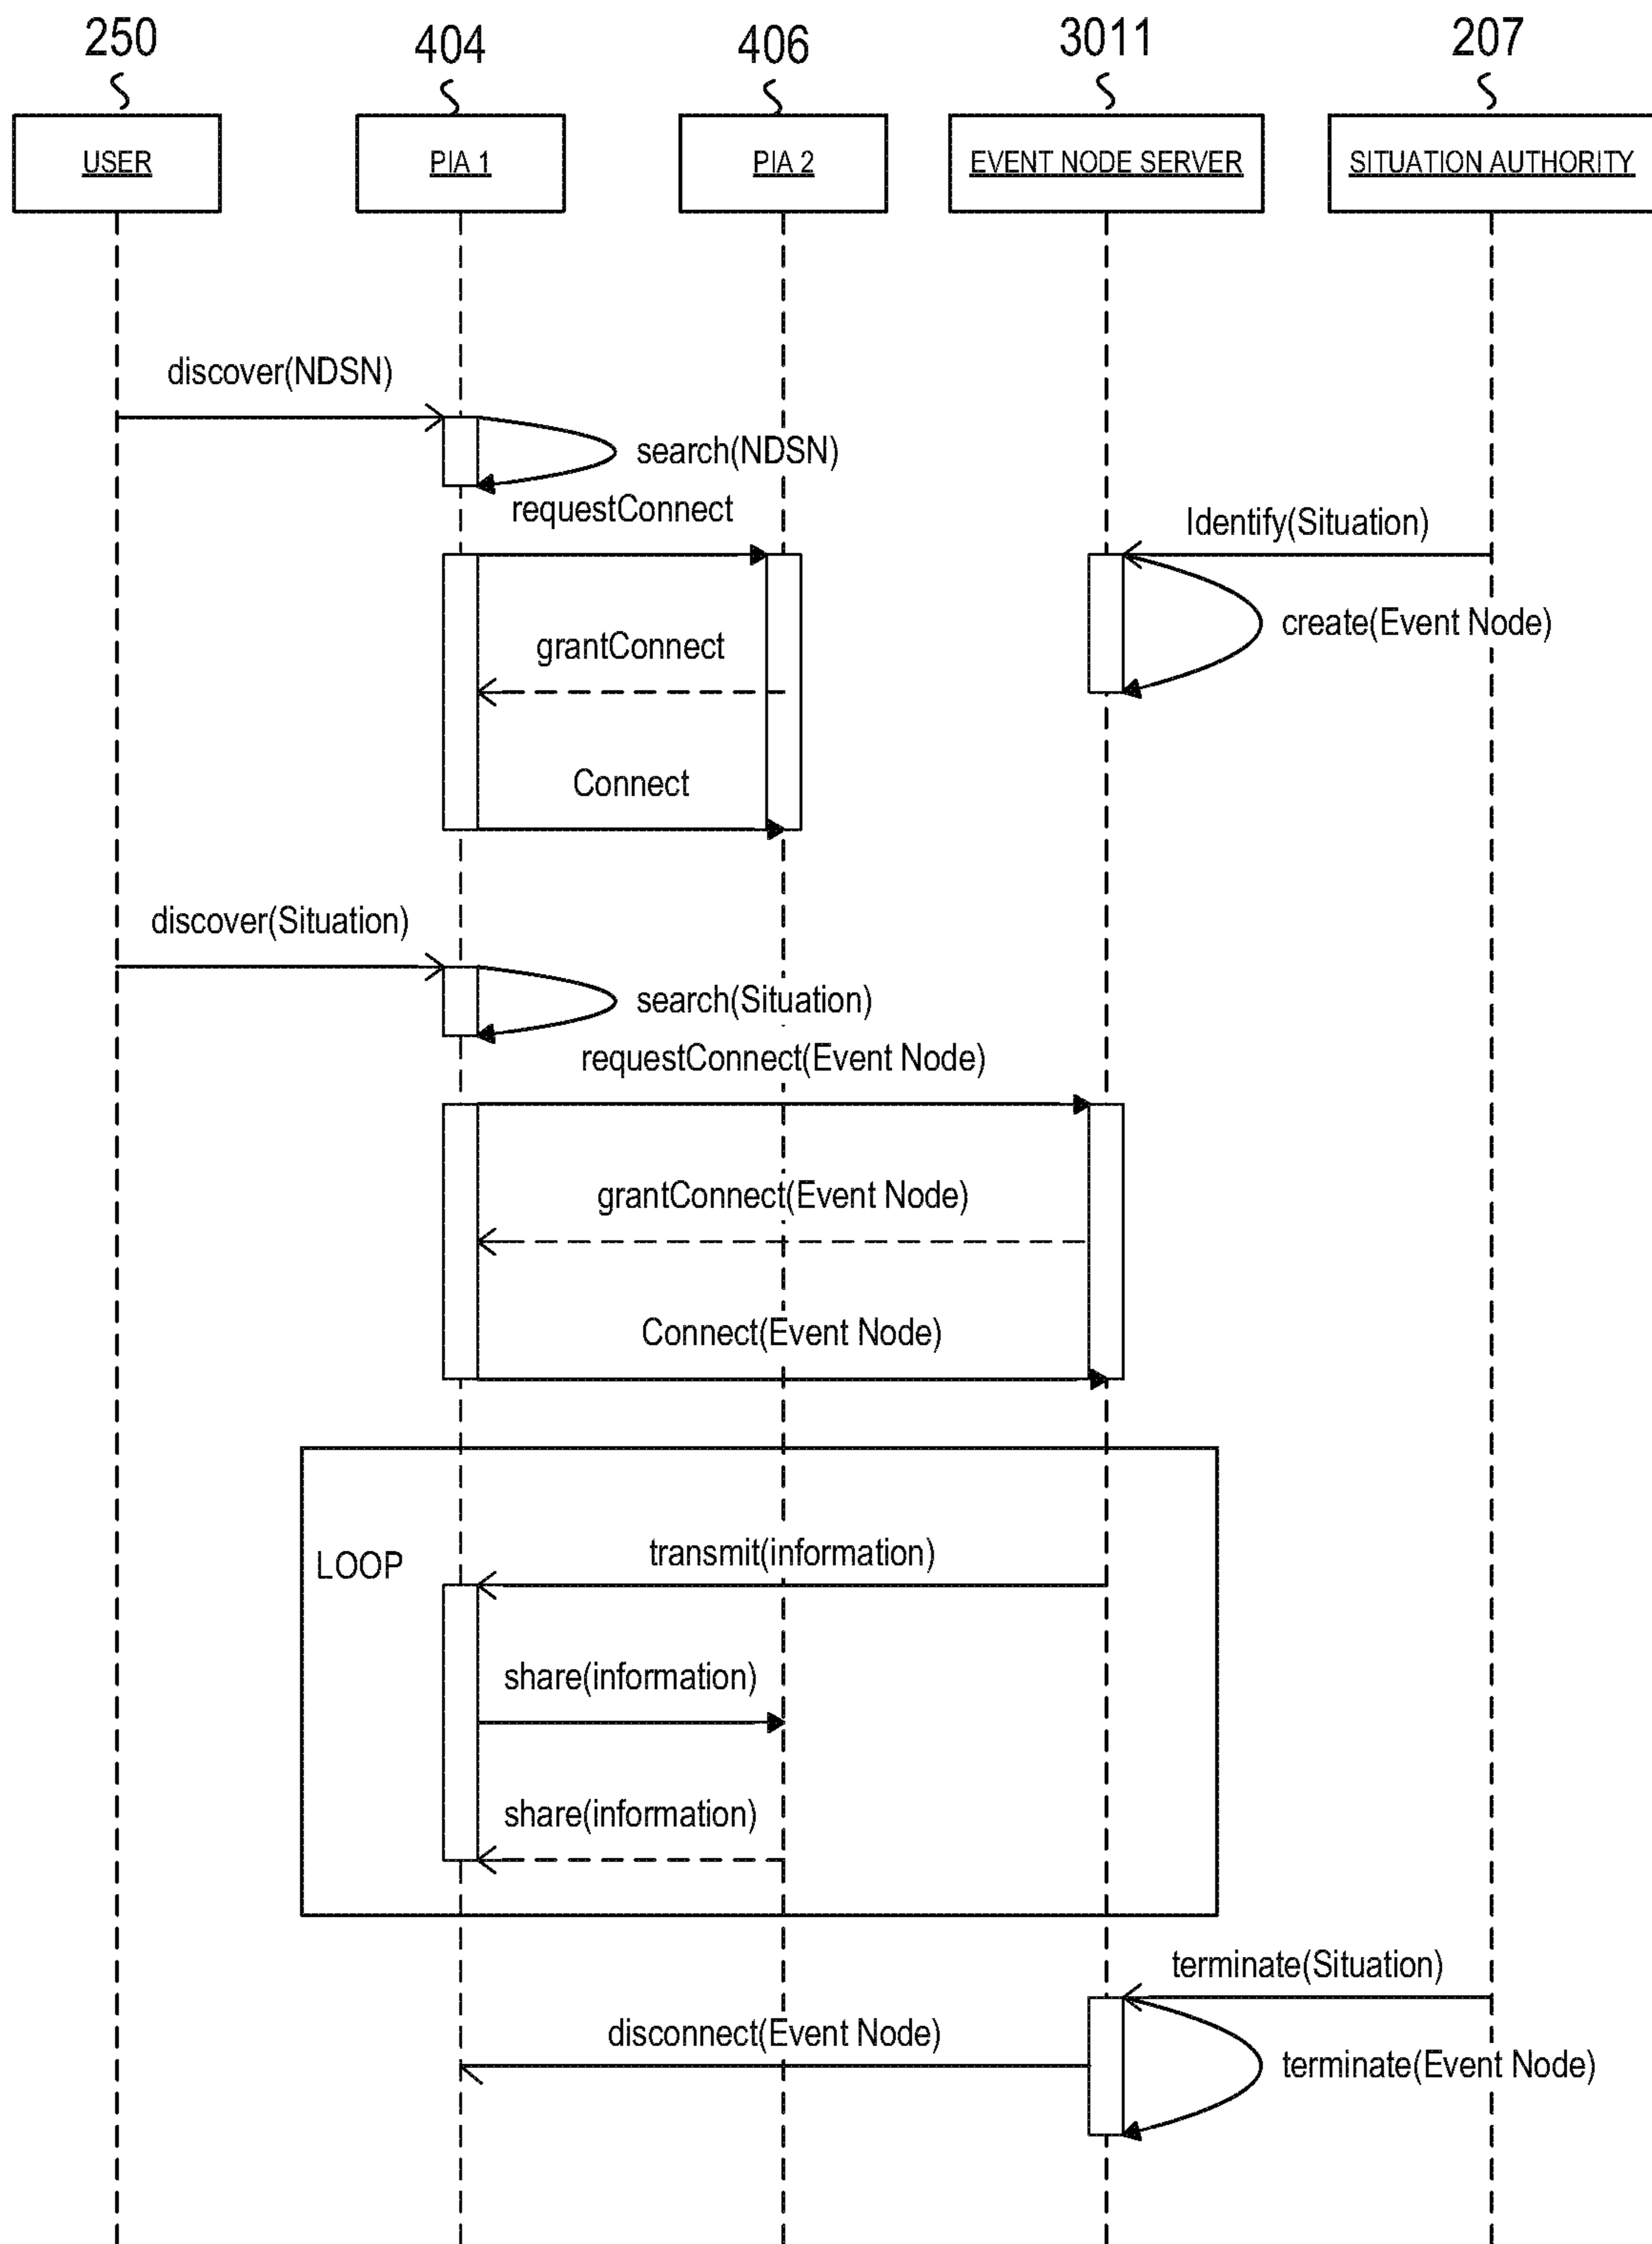 250 404 406 3011 207
USER PIA 1 PIA 2 EVENT NODE SERVER SITUATION AUTHORITY
discover(NDSN)
search(NDSN)
requestConnect
Identify(Situation)
create(Event Node)
grantConnect
Connect
discover(Situation)
search(Situation)
requestConnect(Event Node)
grantConnect(Event Node)
Connect(Event Node)
LOOP
transmit(information)
share(information)
share(information)
terminate(Situation)
disconnect(Event Node)
terminate(Event Node)